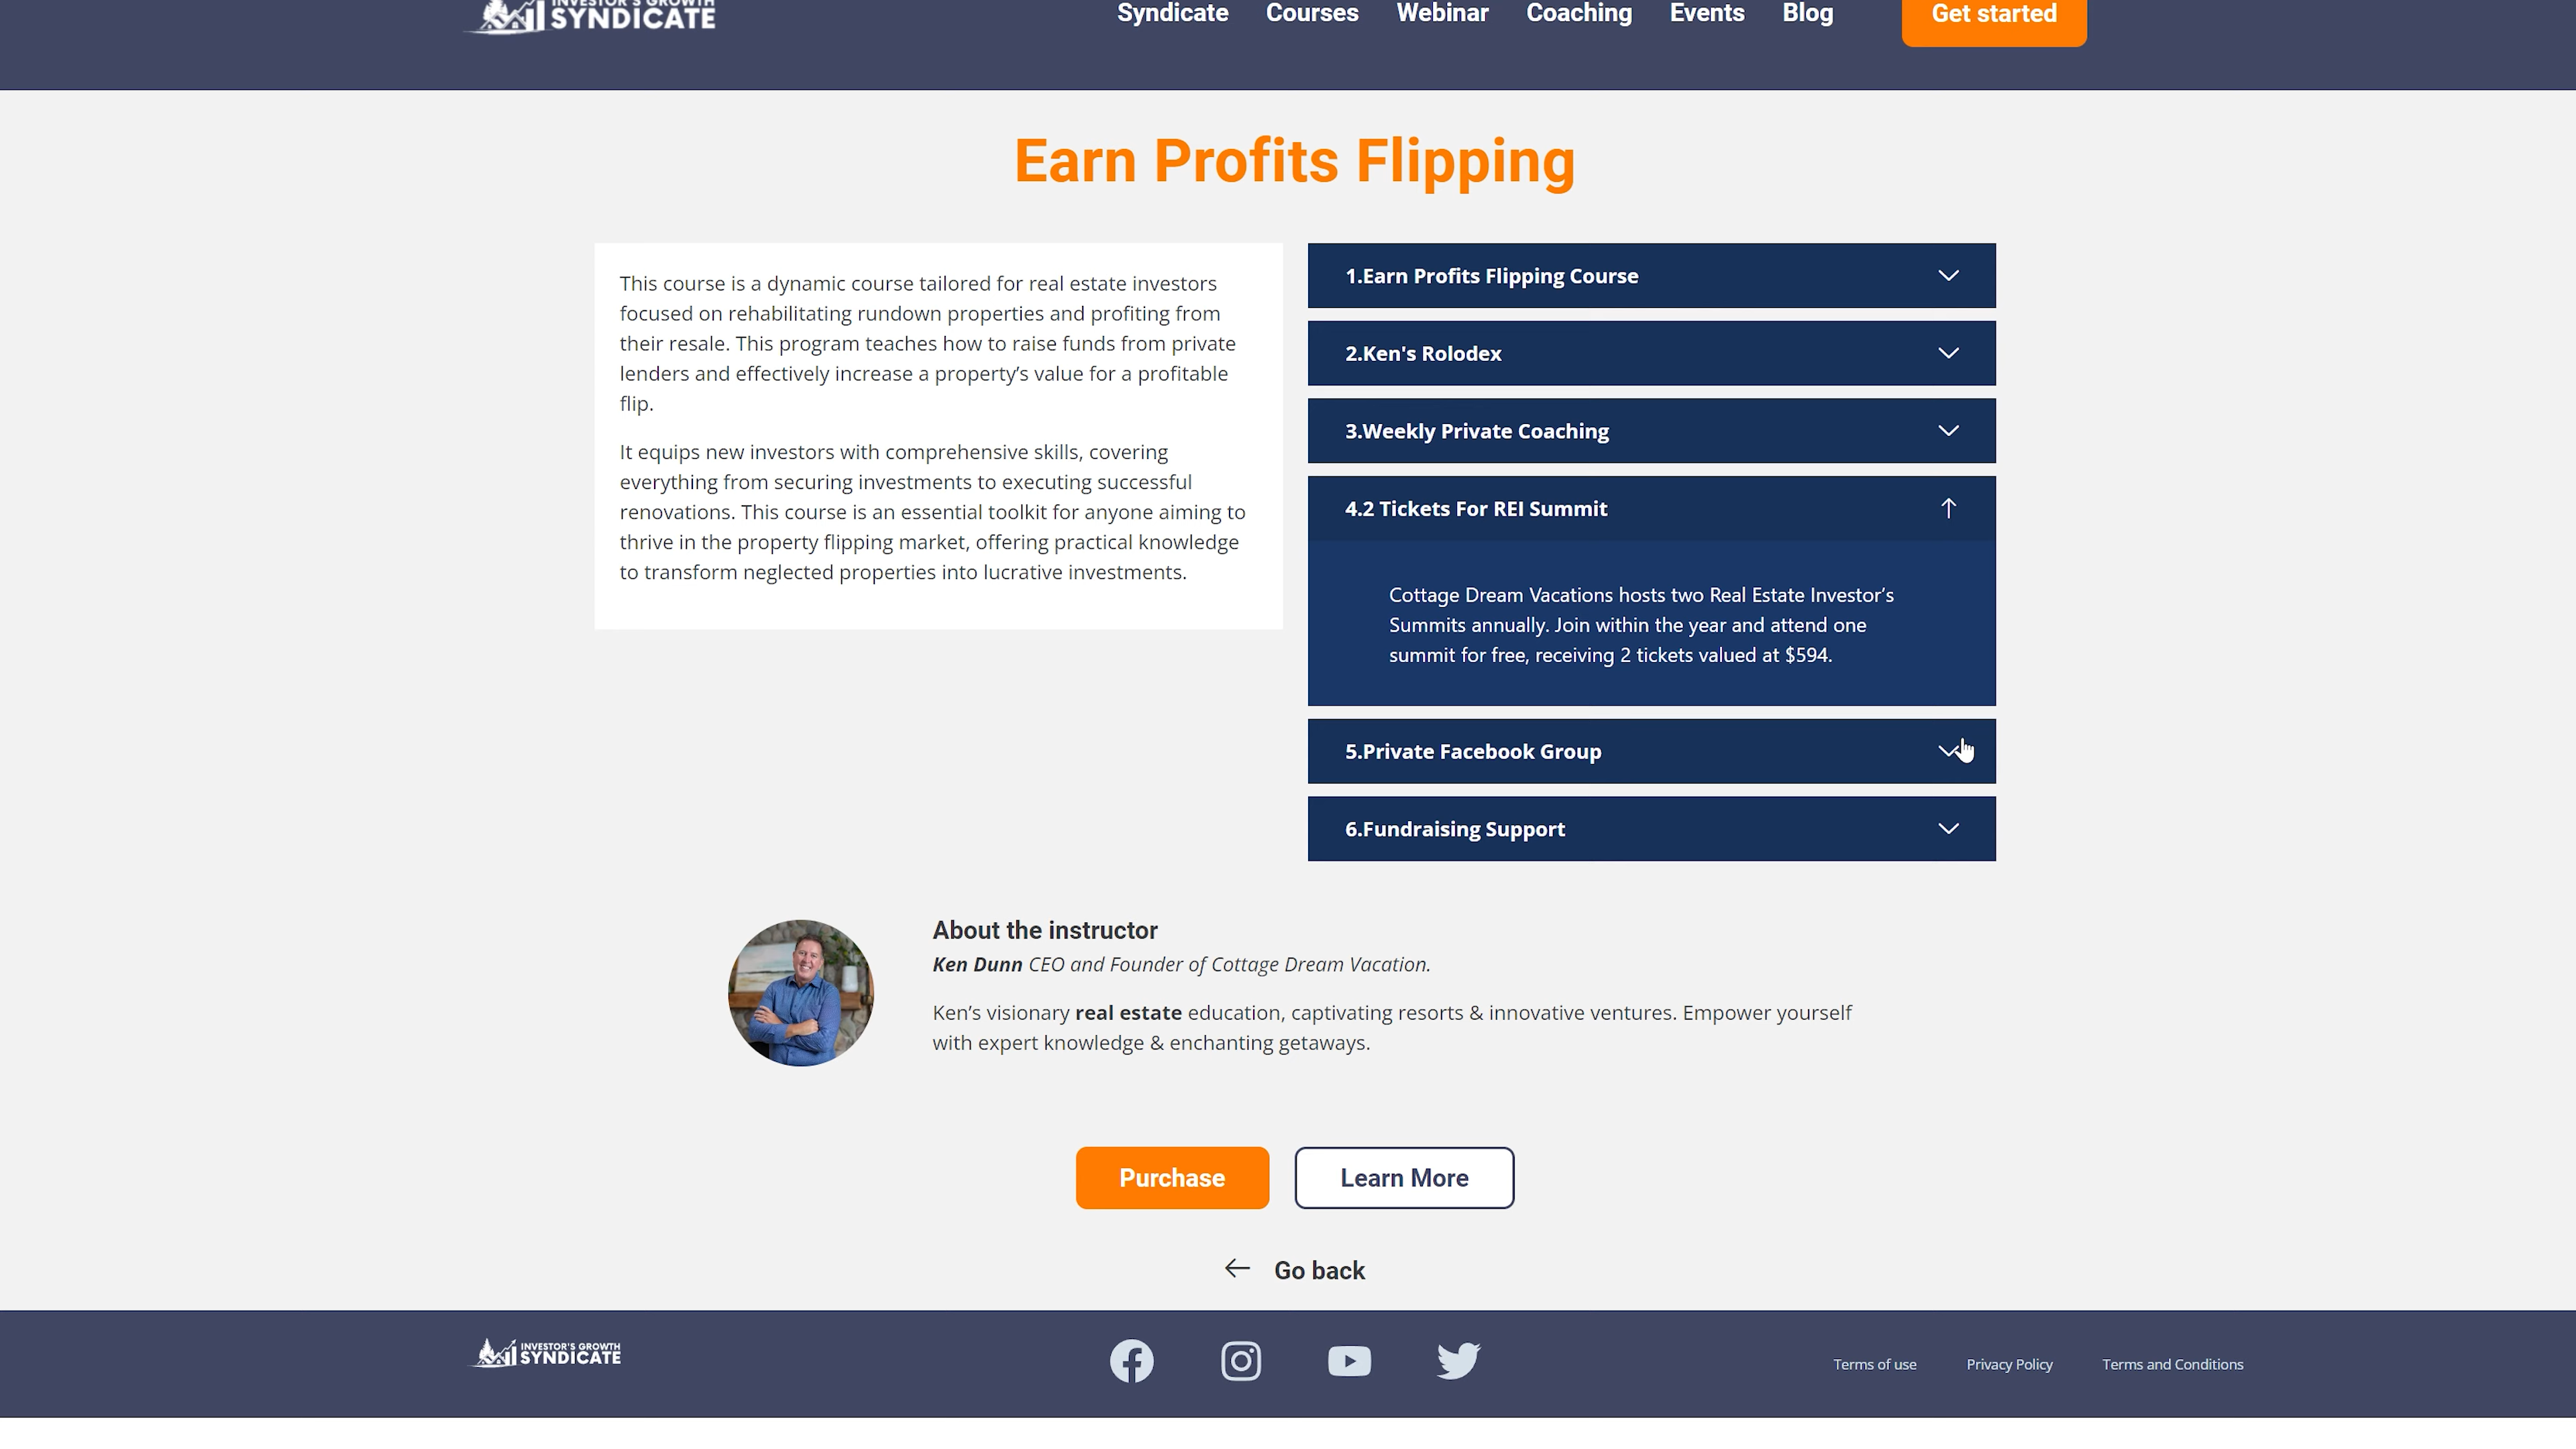 INVESTOR'S GROWTH
SYNDICATE
Syndicate
Courses
Webinar
Coaching
Events
Blog
Get started
Earn Profits Flipping
This course is a dynamic course tailored for real estate investors
focused on rehabilitating rundown properties and profiting from
their resale. This program teaches how to raise funds from private
lenders and effectively increase a property’s value for a profitable
flip.
It equips new investors with comprehensive skills, covering
everything from securing investments to executing successful
renovations. This course is an essential toolkit for anyone aiming to
thrive in the property flipping market, offering practical knowledge
to transform neglected properties into lucrative investments.
1.Earn Profits Flipping Course
2.Ken's Rolodex
3.Weekly Private Coaching
4.2 Tickets For REI Summit
Cottage Dream Vacations hosts two Real Estate Investor’s
Summits annually. Join within the year and attend one
summit for free, receiving 2 tickets valued at $594.
5.Private Facebook Group
6.Fundraising Support
About the instructor
Ken Dunn CEO and Founder of Cottage Dream Vacation.
Ken’s visionary real estate education, captivating resorts & innovative ventures. Empower yourself
with expert knowledge & enchanting getaways.
Purchase
Learn More
Go back
INVESTOR'S GROWTH
SYNDICATE
Terms of use
Privacy Policy
Terms and Conditions